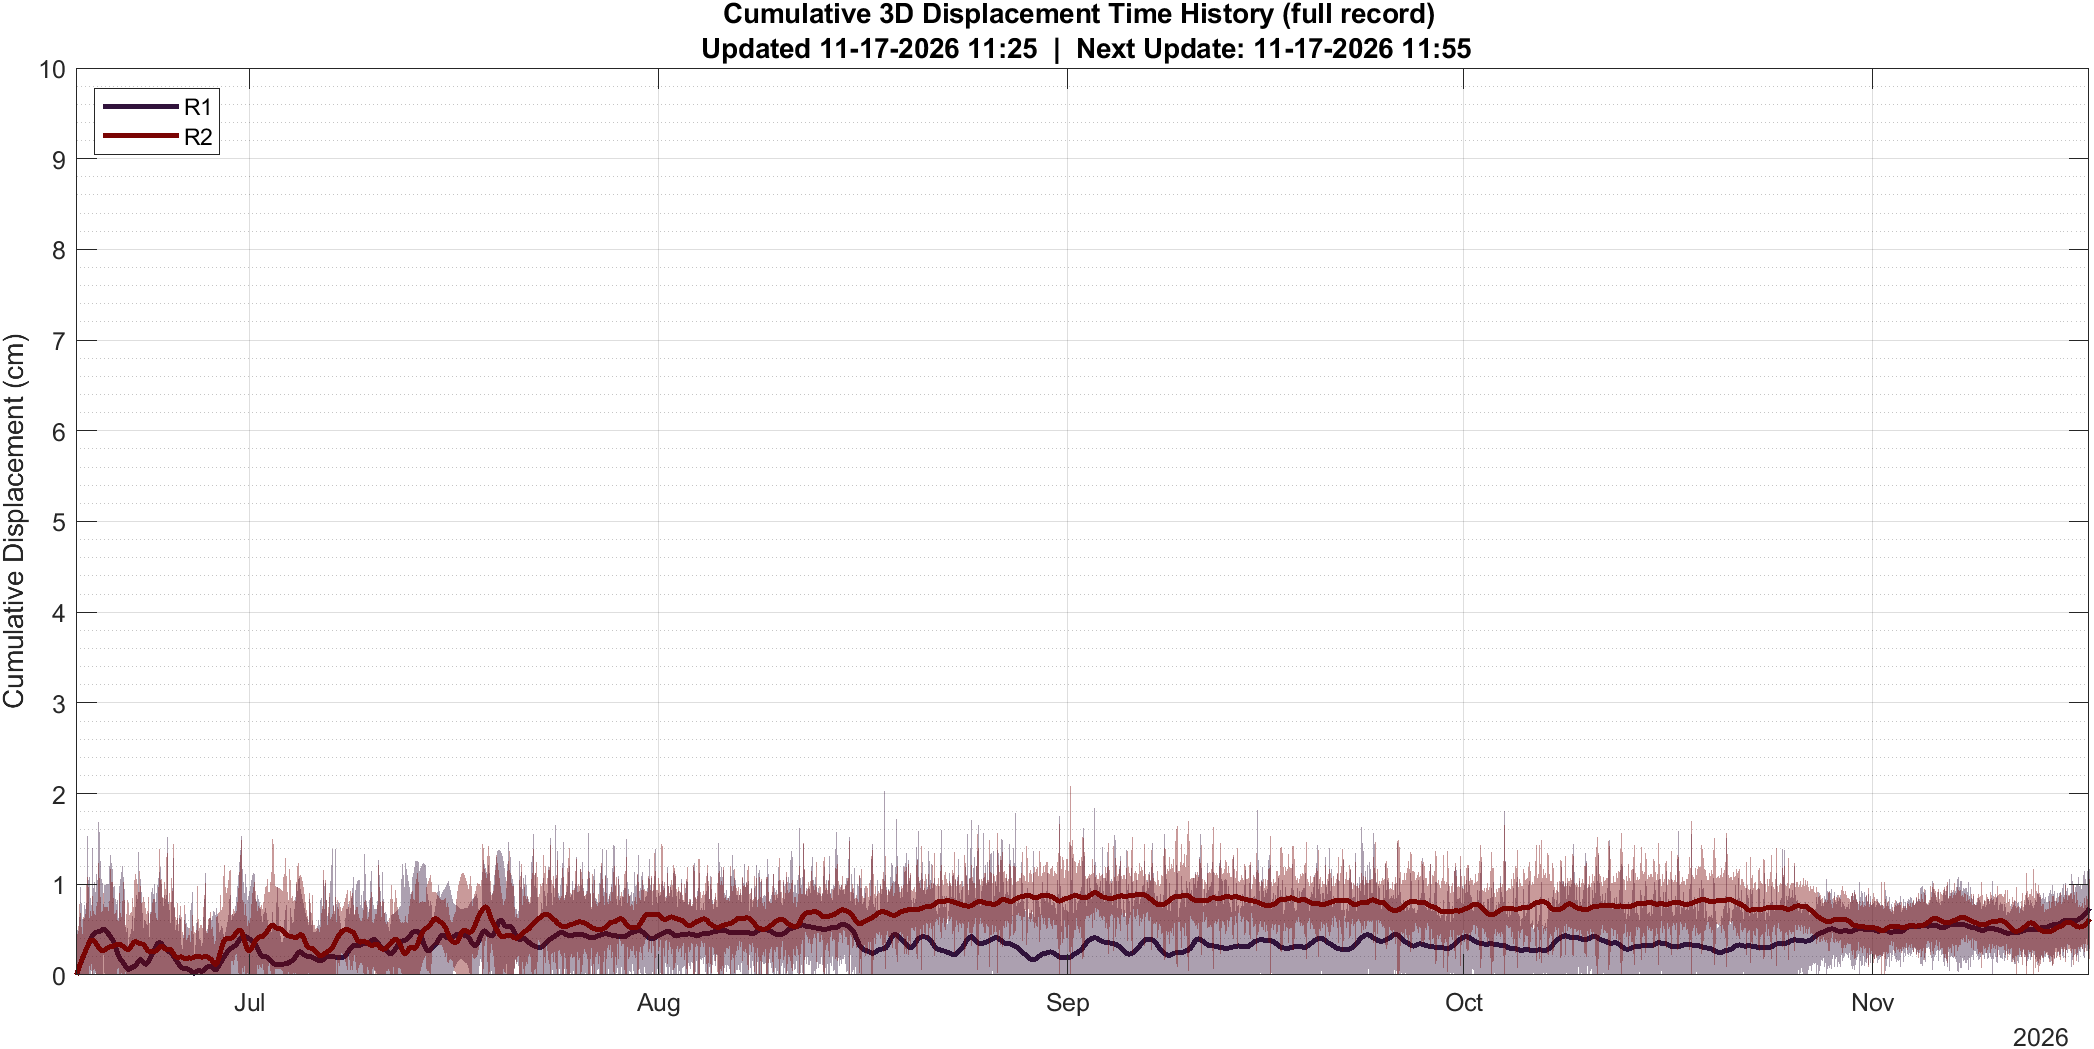 Cumulative 3D Displacement Time History (full record)
Updated 11-17-2026 11:25 | Next Update: 11-17-2026 11:55
R1
R2
Cumulative Displacement (cm)
10
9
8
7
6
5
4
3
2
1
0
Jul
Aug
Sep
Oct
Nov
2026